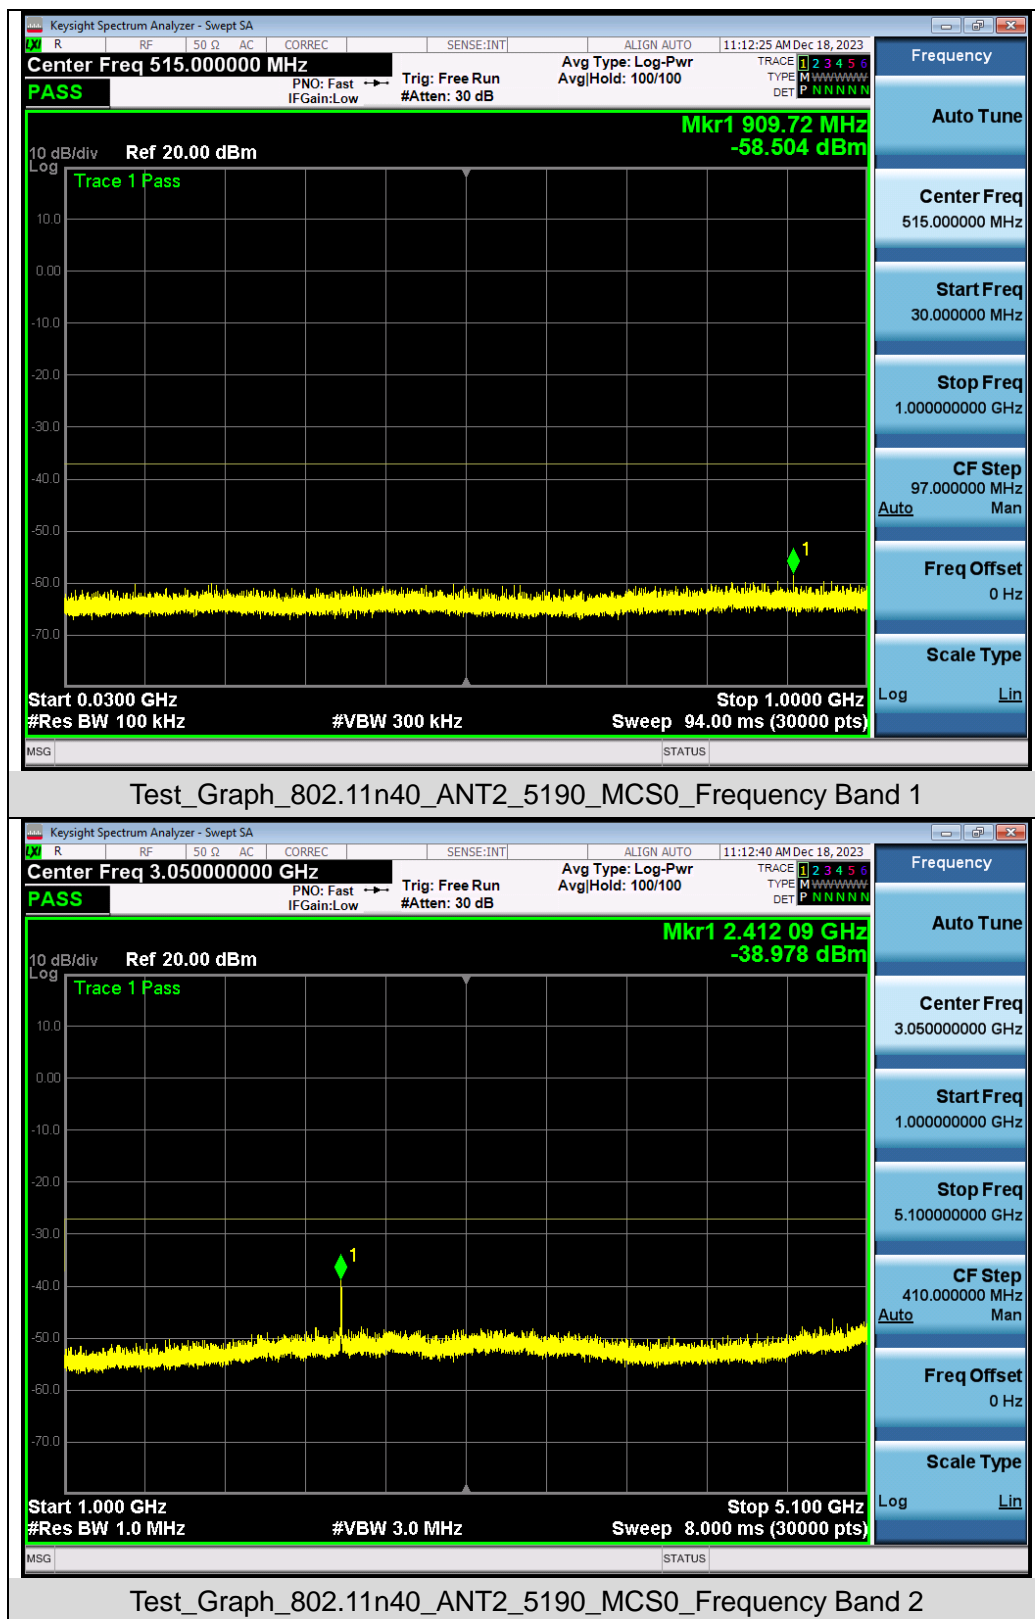 Keysight Spectrum Analyzer - Swept SA
LXI R RF 50 Ω AC CORREC SENSE:INT ALIGN AUTO 11:12:25 AM Dec 18, 2023
Center Freq 515.000000 MHz
PASS
PNO: Fast
IFGain:Low
Trig: Free Run
#Atten: 30 dB
Avg Type: Log-Pwr
Avg|Hold: 100/100
TRACE 1 2 3 4 5 6
TYPE M WWWWW
DET P N N N N N
Mkr1 909.72 MHz
-58.504 dBm
10 dB/div Ref 20.00 dBm
Log
Trace 1 Pass
10.0
0.00
-10.0
-20.0
-30.0
-40.0
-50.0
-60.0
-70.0
1
Start 0.0300 GHz Stop 1.0000 GHz
#Res BW 100 kHz #VBW 300 kHz Sweep 94.00 ms (30000 pts)
MSG STATUS
Frequency
Auto Tune
Center Freq
515.000000 MHz
Start Freq
30.000000 MHz
Stop Freq
1.000000000 GHz
CF Step
97.000000 MHz
Auto Man
Freq Offset
0 Hz
Scale Type
Log Lin
Test_Graph_802.11n40_ANT2_5190_MCS0_Frequency Band 1
Keysight Spectrum Analyzer - Swept SA
LXI R RF 50 Ω AC CORREC SENSE:INT ALIGN AUTO 11:12:40 AM Dec 18, 2023
Center Freq 3.050000000 GHz
PASS
PNO: Fast
IFGain:Low
Trig: Free Run
#Atten: 30 dB
Avg Type: Log-Pwr
Avg|Hold: 100/100
TRACE 1 2 3 4 5 6
TYPE M WWWWW
DET P N N N N N
Mkr1 2.412 09 GHz
-38.978 dBm
10 dB/div Ref 20.00 dBm
Log
Trace 1 Pass
10.0
0.00
-10.0
-20.0
-30.0
-40.0
-50.0
-60.0
-70.0
1
Start 1.000 GHz Stop 5.100 GHz
#Res BW 1.0 MHz #VBW 3.0 MHz Sweep 8.000 ms (30000 pts)
MSG STATUS
Frequency
Auto Tune
Center Freq
3.050000000 GHz
Start Freq
1.000000000 GHz
Stop Freq
5.100000000 GHz
CF Step
410.000000 MHz
Auto Man
Freq Offset
0 Hz
Scale Type
Log Lin
Test_Graph_802.11n40_ANT2_5190_MCS0_Frequency Band 2